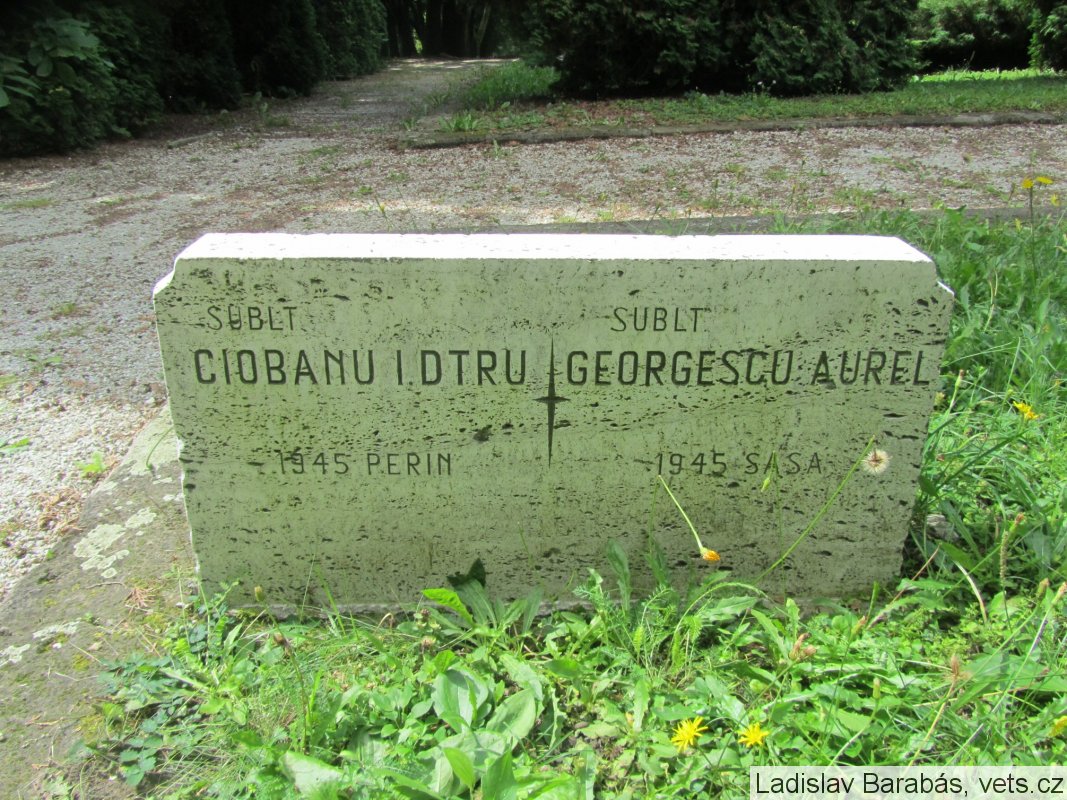 SUBLT.
CIOBANU I. DTRU
1945 PERIN
SUBLT.
GEORGESCU AUREL
1945 SASA
Ladislav Barabás, vets.cz